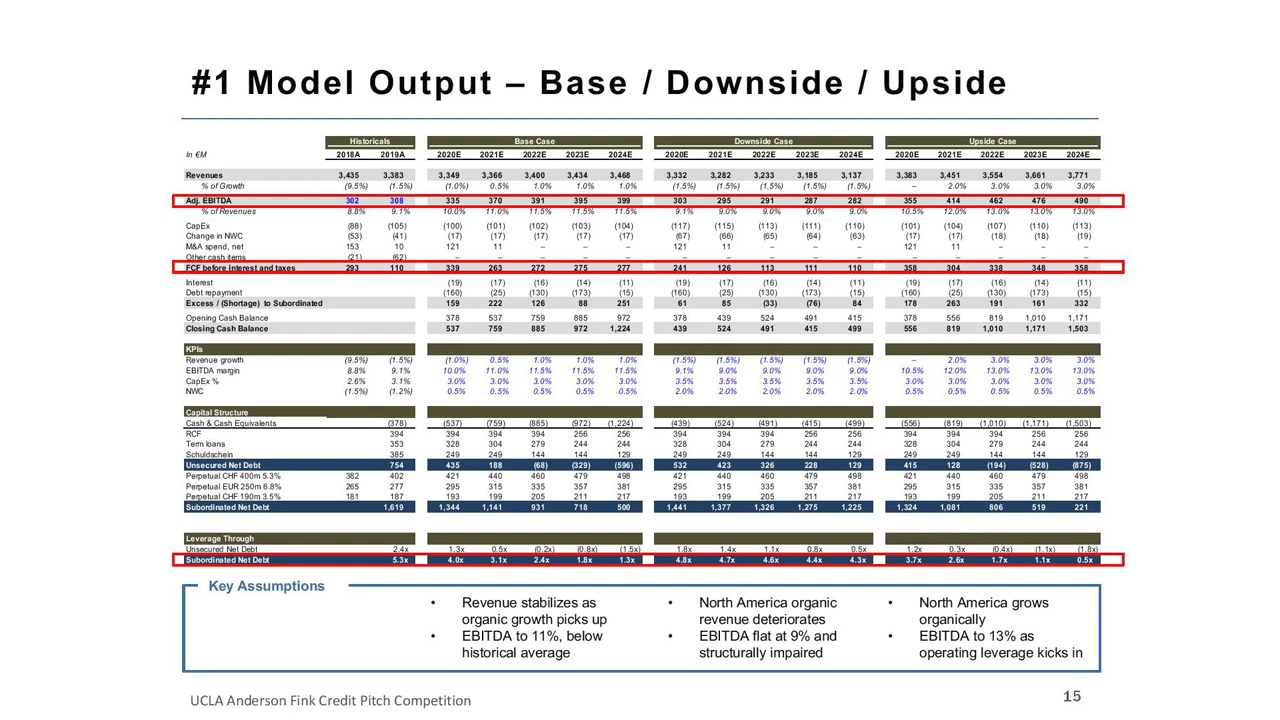 #1 Model Output – Base / Downside / Upside
Historicals Base Case Downside Case Upside Case
In €M 2018A 2019A 2020E 2021E 2022E 2023E 2024E 2020E 2021E 2022E 2023E 2024E 2020E 2021E 2022E 2023E 2024E
Revenues 3,435 3,383 3,349 3,366 3,400 3,434 3,468 3,332 3,282 3,233 3,185 3,137 3,383 3,451 3,554 3,661 3,771
% of Growth (9.5%) (1.5%) (1.0%) 0.5% 1.0% 1.0% 1.0% (1.5%) (1.5%) (1.5%) (1.5%) (1.5%) – 2.0% 3.0% 3.0% 3.0%
Adj. EBITDA 302 308 335 370 391 395 399 303 295 291 287 282 355 414 462 476 490
% of Revenues 8.8% 9.1% 10.0% 11.0% 11.5% 11.5% 11.5% 9.1% 9.0% 9.0% 9.0% 9.0% 10.5% 12.0% 13.0% 13.0% 13.0%
CapEx (88) (105) (100) (101) (102) (103) (104) (117) (115) (113) (111) (110) (101) (104) (107) (110) (113)
Change in NWC (53) (41) (17) (17) (17) (17) (17) (67) (66) (65) (64) (63) (17) (17) (18) (18) (19)
M&A spend, net 153 10 121 11 – – – 121 11 – – – 121 11 – – –
Other cash items (21) (62) – – – – – – – – – – – – – – –
FCF before interest and taxes 293 110 339 263 272 275 277 241 126 113 111 110 358 304 338 348 358
Interest (19) (17) (16) (14) (11) (19) (17) (16) (14) (11) (19) (17) (16) (14) (11)
Debt repayment (160) (25) (130) (173) (15) (160) (25) (130) (173) (15) (160) (25) (130) (173) (15)
Excess / (Shortage) to Subordinated 159 222 126 88 251 61 85 (33) (76) 84 178 263 191 161 332
Opening Cash Balance 378 537 759 885 972 378 439 524 491 415 378 556 819 1,010 1,171
Closing Cash Balance 537 759 885 972 1,224 439 524 491 415 499 556 819 1,010 1,171 1,503
KPIs
Revenue growth (9.5%) (1.5%) (1.0%) 0.5% 1.0% 1.0% 1.0% (1.5%) (1.5%) (1.5%) (1.5%) (1.5%) – 2.0% 3.0% 3.0% 3.0%
EBITDA margin 8.8% 9.1% 10.0% 11.0% 11.5% 11.5% 11.5% 9.1% 9.0% 9.0% 9.0% 9.0% 10.5% 12.0% 13.0% 13.0% 13.0%
CapEx % 2.6% 3.1% 3.0% 3.0% 3.0% 3.0% 3.0% 3.5% 3.5% 3.5% 3.5% 3.5% 3.0% 3.0% 3.0% 3.0% 3.0%
NWC (1.5%) (1.2%) 0.5% 0.5% 0.5% 0.5% 0.5% 2.0% 2.0% 2.0% 2.0% 2.0% 0.5% 0.5% 0.5% 0.5% 0.5%
Capital Structure
Cash & Cash Equivalents (378) (537) (759) (885) (972) (1,224) (439) (524) (491) (415) (499) (556) (819) (1,010) (1,171) (1,503)
RCF 394 394 394 394 256 256 394 394 394 256 256 394 394 394 256 256
Term loans 353 328 304 279 244 244 328 304 279 244 244 328 304 279 244 244
Schuldschein 385 249 249 144 144 129 249 249 144 144 129 249 249 144 144 129
Unsecured Net Debt 754 435 188 (68) (329) (596) 532 423 326 228 129 415 128 (194) (528) (875)
Perpetual CHF 400m 5.3% 382 402 421 440 460 479 498 421 440 460 479 498 421 440 460 479 498
Perpetual EUR 250m 6.8% 265 277 295 315 335 357 381 295 315 335 357 381 295 315 335 357 381
Perpetual CHF 190m 3.5% 181 187 193 199 205 211 217 193 199 205 211 217 193 199 205 211 217
Subordinated Net Debt 1,619 1,344 1,141 931 718 500 1,441 1,377 1,326 1,275 1,225 1,324 1,081 806 519 221
Leverage Through
Unsecured Net Debt 2.4x 1.3x 0.5x (0.2x) (0.8x) (1.5x) 1.8x 1.4x 1.1x 0.8x 0.5x 1.2x 0.3x (0.4x) (1.1x) (1.8x)
Subordinated Net Debt 5.3x 4.0x 3.1x 2.4x 1.8x 1.3x 4.8x 4.7x 4.6x 4.4x 4.3x 3.7x 2.6x 1.7x 1.1x 0.5x
Key Assumptions
• Revenue stabilizes as
organic growth picks up
• EBITDA to 11%, below
historical average
• North America organic
revenue deteriorates
• EBITDA flat at 9% and
structurally impaired
• North America grows
organically
• EBITDA to 13% as
operating leverage kicks in
UCLA Anderson Fink Credit Pitch Competition
15